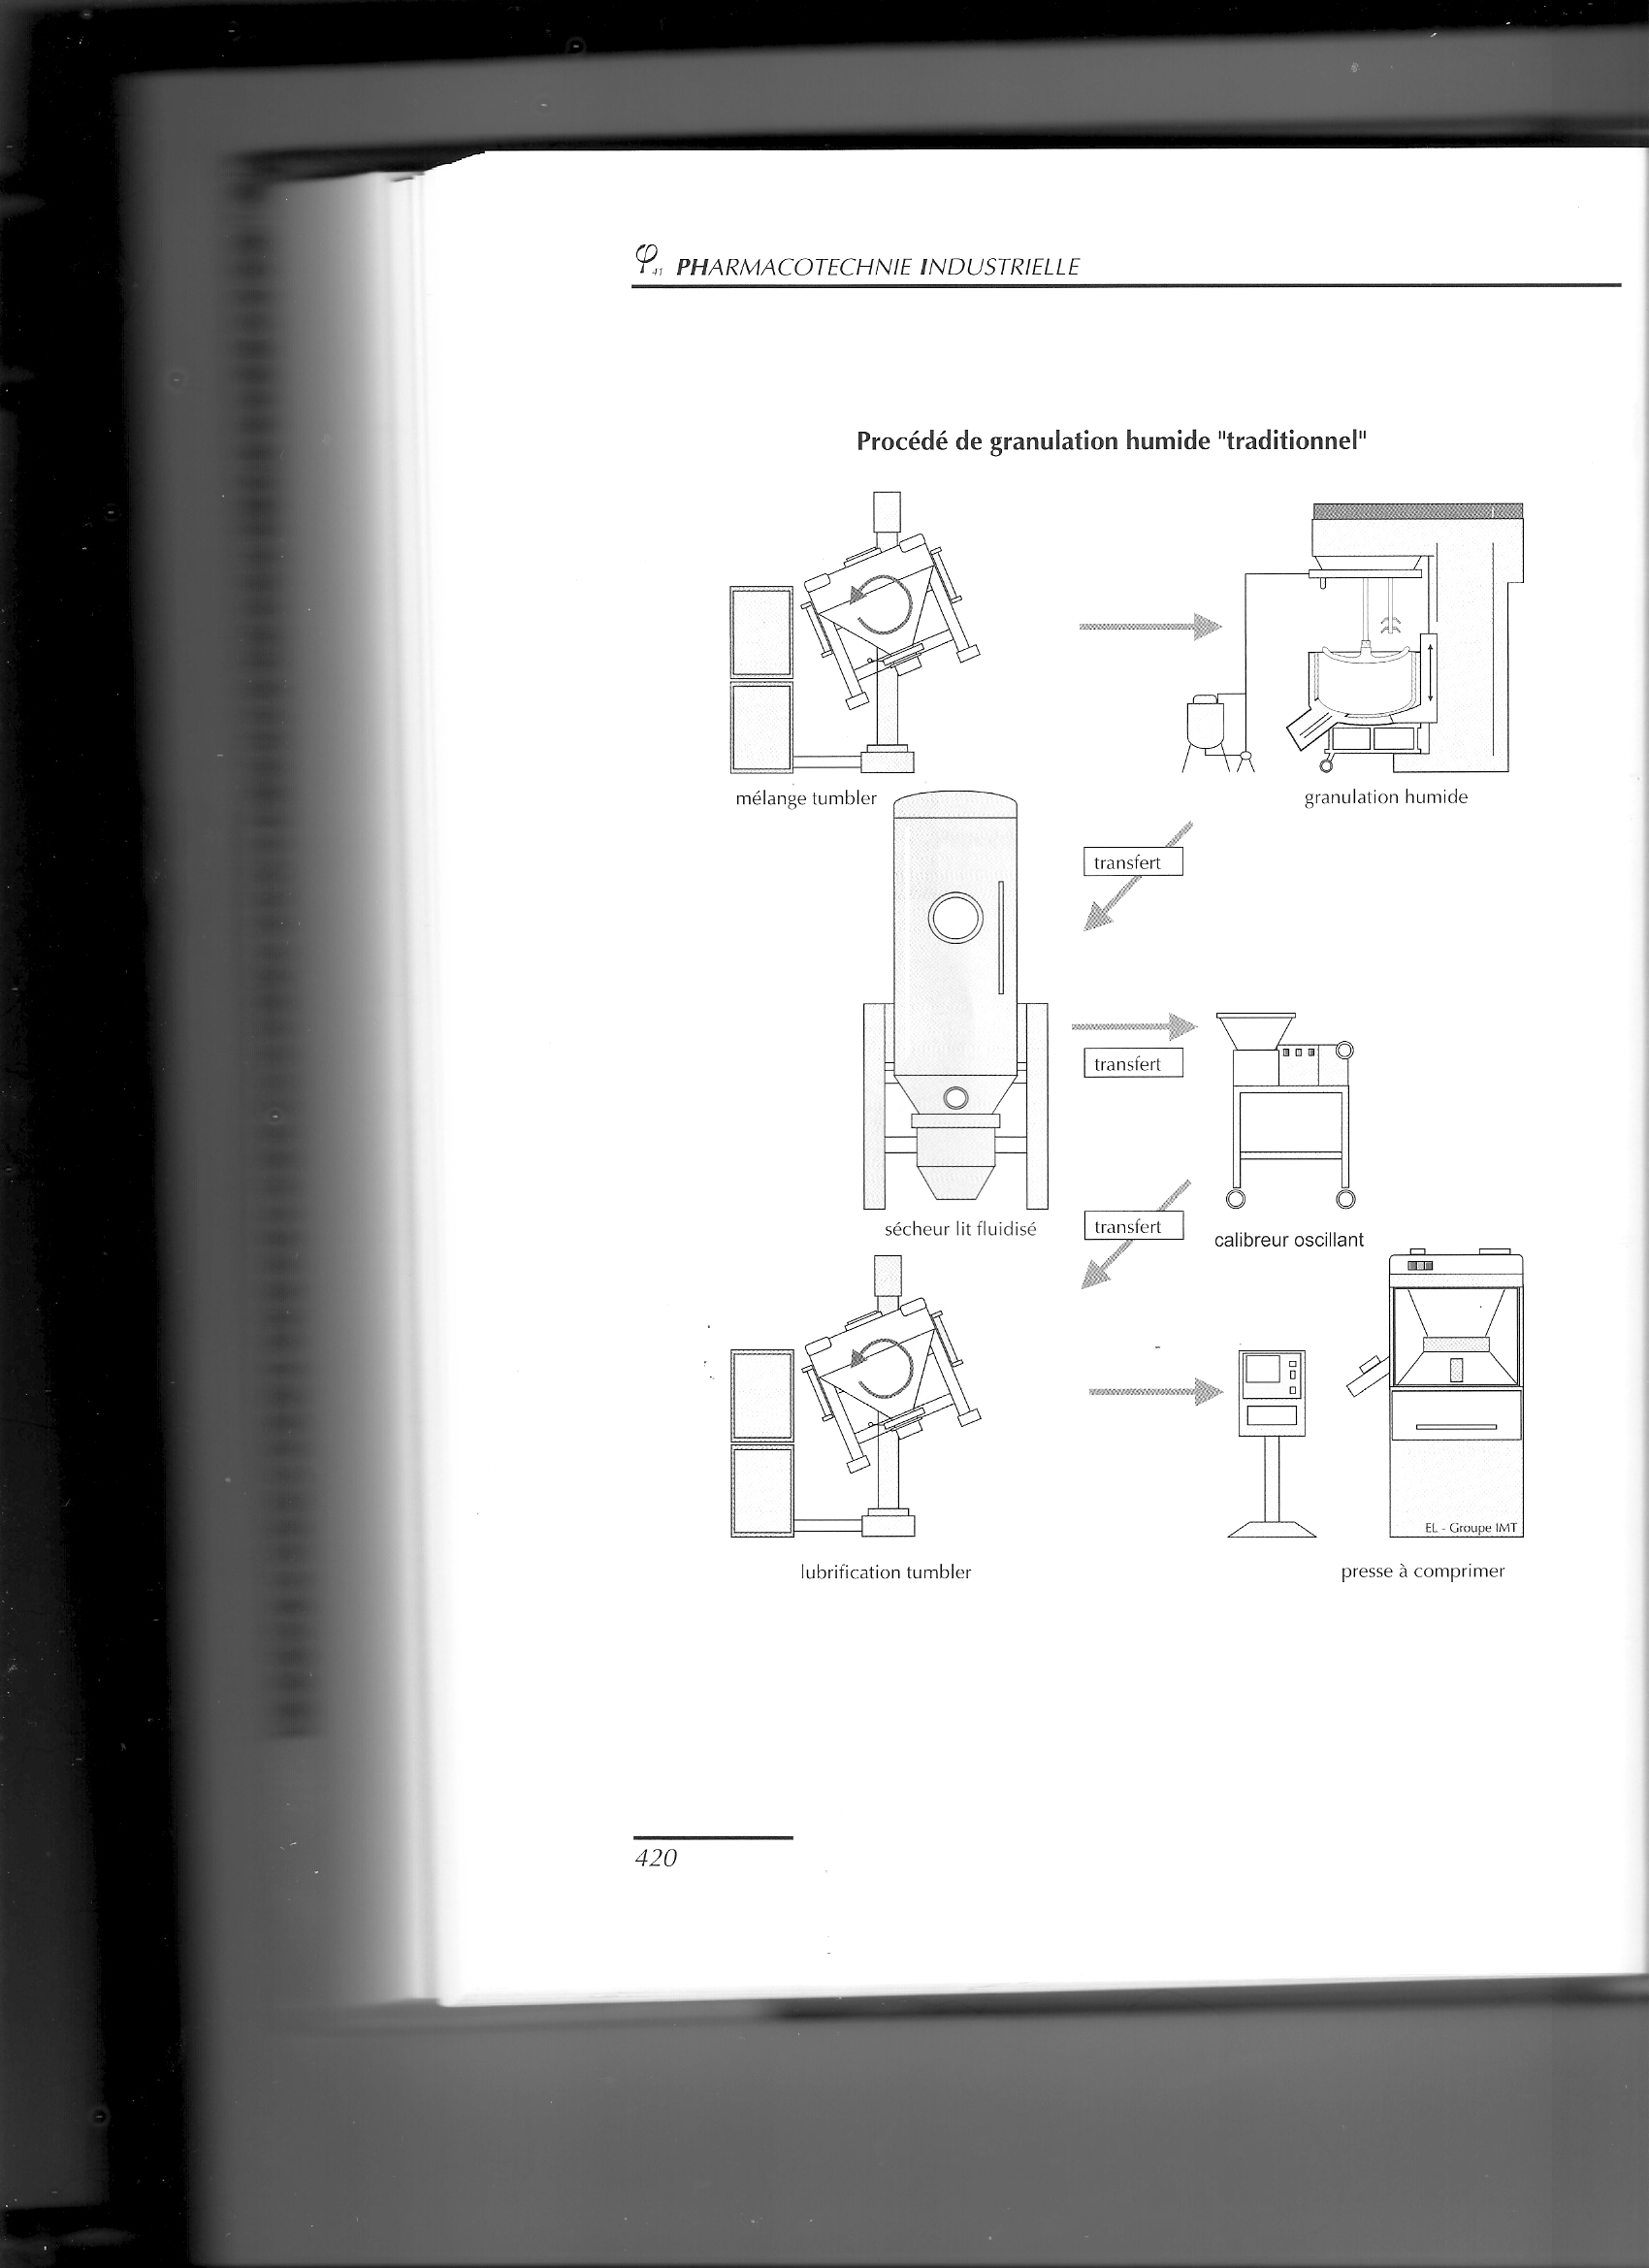 φ 41 PHARMACOTECHNIE INDUSTRIELLE
Procédé de granulation humide "traditionnel"
mélange tumbler
granulation humide
transfert
transfert
sécheur lit fluidisé
transfert
calibreur oscillant
EL - Groupe IMT
lubrification tumbler
presse à comprimer
420